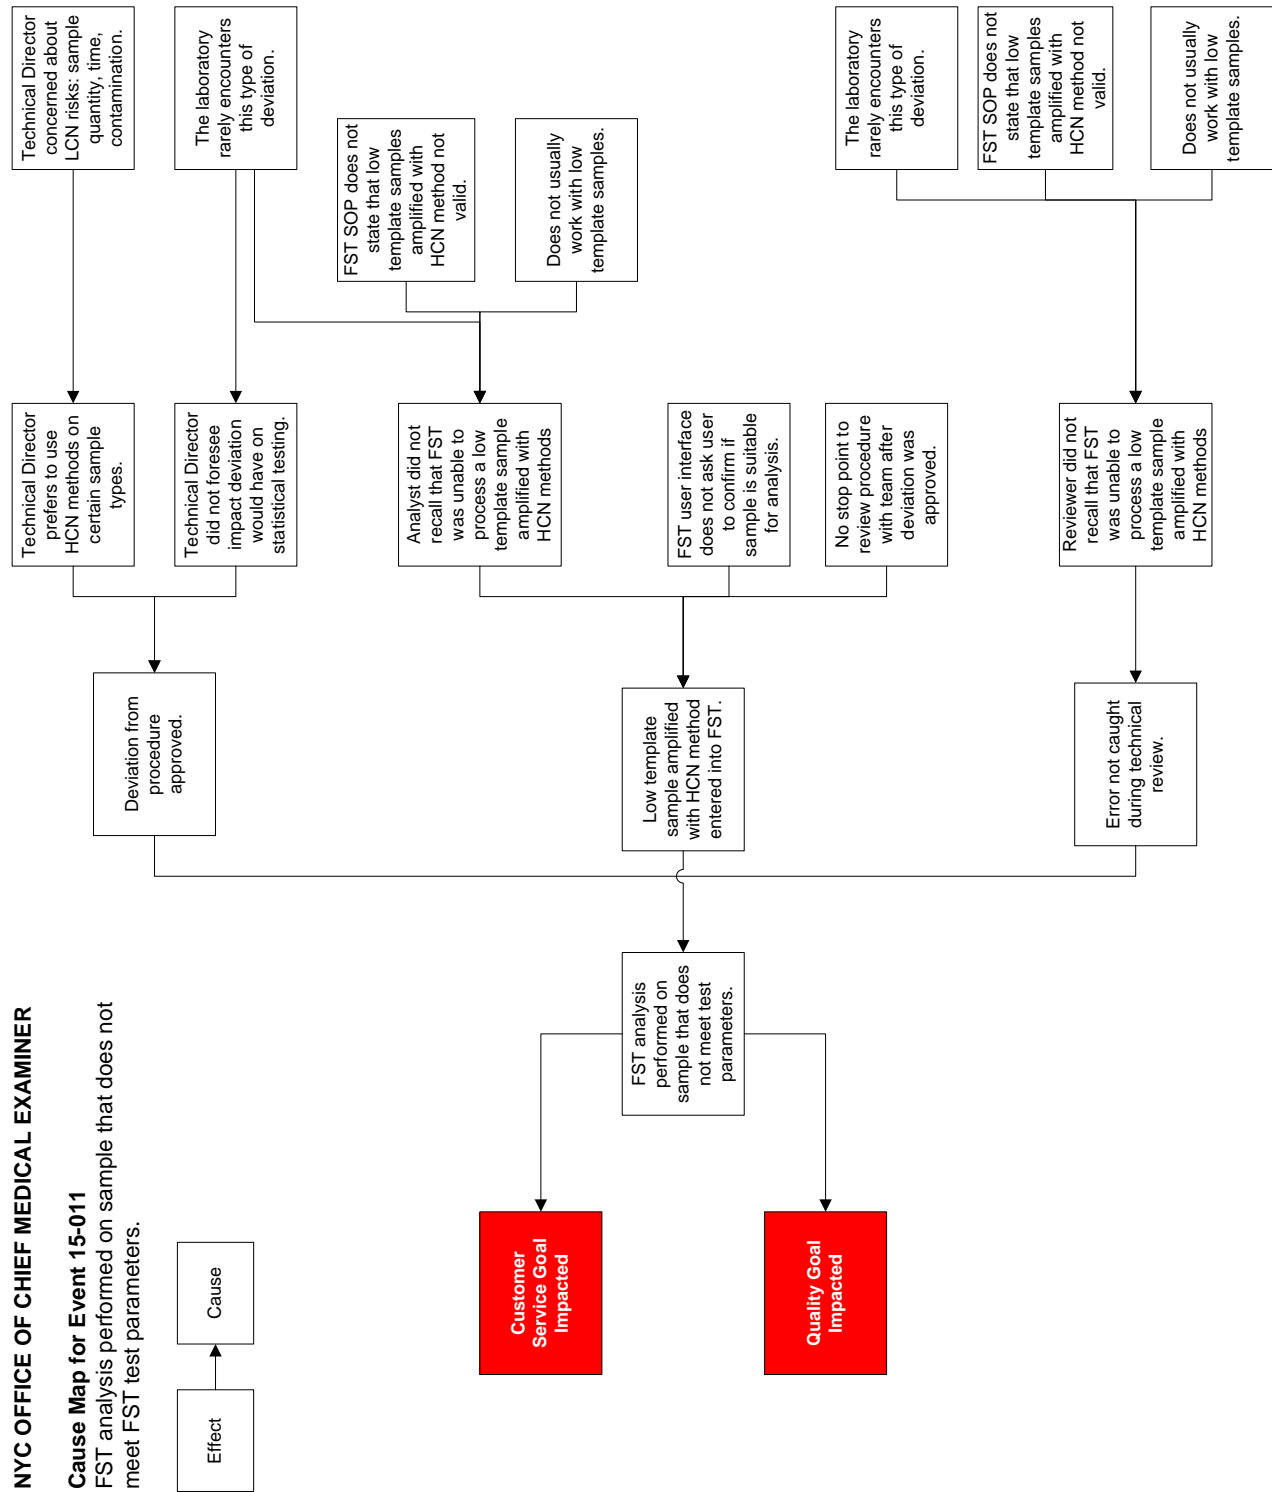 NYC OFFICE OF CHIEF MEDICAL EXAMINER
Cause Map for Event 15-011
FST analysis performed on sample that does not
meet FST test parameters.
Effect
Cause
Customer
Service Goal
Impacted
Quality Goal
Impacted
FST analysis
performed on
sample that does
not meet test
parameters.
Deviation from
procedure
approved.
Low template
sample amplified
with HCN method
entered into FST.
Error not caught
during technical
review.
Technical Director
prefers to use
HCN methods on
certain sample
types.
Technical Director
did not foresee
impact deviation
would have on
statistical testing.
Analyst did not
recall that FST
was unable to
process a low
template sample
amplified with
HCN methods
FST user interface
does not ask user
to confirm if
sample is suitable
for analysis.
No stop point to
review procedure
with team after
deviation was
approved.
Reviewer did not
recall that FST
was unable to
process a low
template sample
amplified with
HCN methods
Technical Director
concerned about
LCN risks: sample
quantity, time,
contamination.
The laboratory
rarely encounters
this type of
deviation.
FST SOP does not
state that low
template samples
amplified with
HCN method not
valid.
Does not usually
work with low
template samples.
The laboratory
rarely encounters
this type of
deviation.
FST SOP does not
state that low
template samples
amplified with
HCN method not
valid.
Does not usually
work with low
template samples.